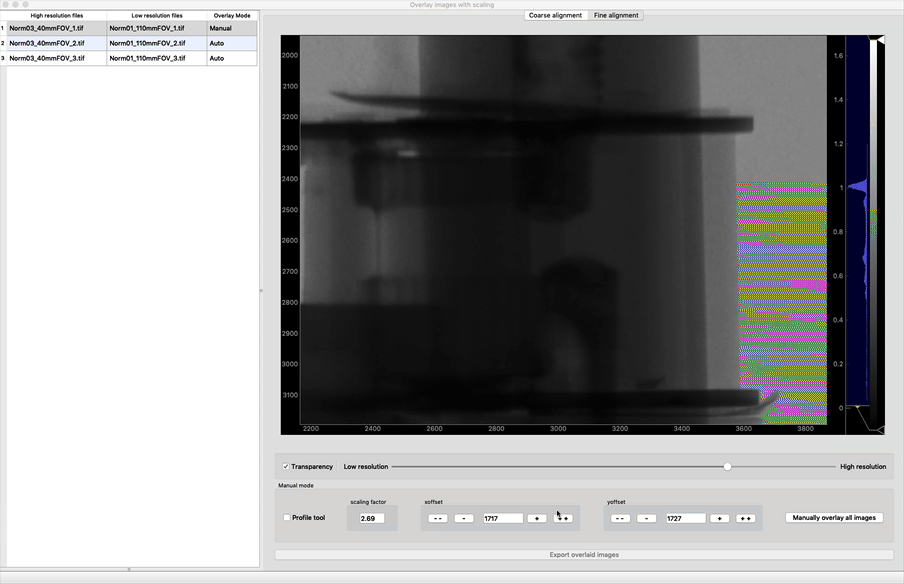 Overlay images with scaling
High resolution files Low resolution files Overlay Mode
1 Norm03_40mmFOV_1.tif Norm01_110mmFOV_1.tif Manual
2 Norm03_40mmFOV_2.tif Norm01_110mmFOV_2.tif Auto
3 Norm03_40mmFOV_3.tif Norm01_110mmFOV_3.tif Auto
Coarse alignment Fine alignment
2000
2100
2200
2300
2400
2500
2600
2700
2800
2900
3000
3100
2200 2400 2600 2800 3000 3200 3400 3600 3800
1.6
1.4
1.2
1
0.8
0.6
0.4
0.2
0
Transparency Low resolution High resolution
Manual mode
scaling factor xoffset yoffset
Profile tool 2.69 - - - 1717 + + + - - - 1727 + + + Manually overlay all images
Export overlaid images